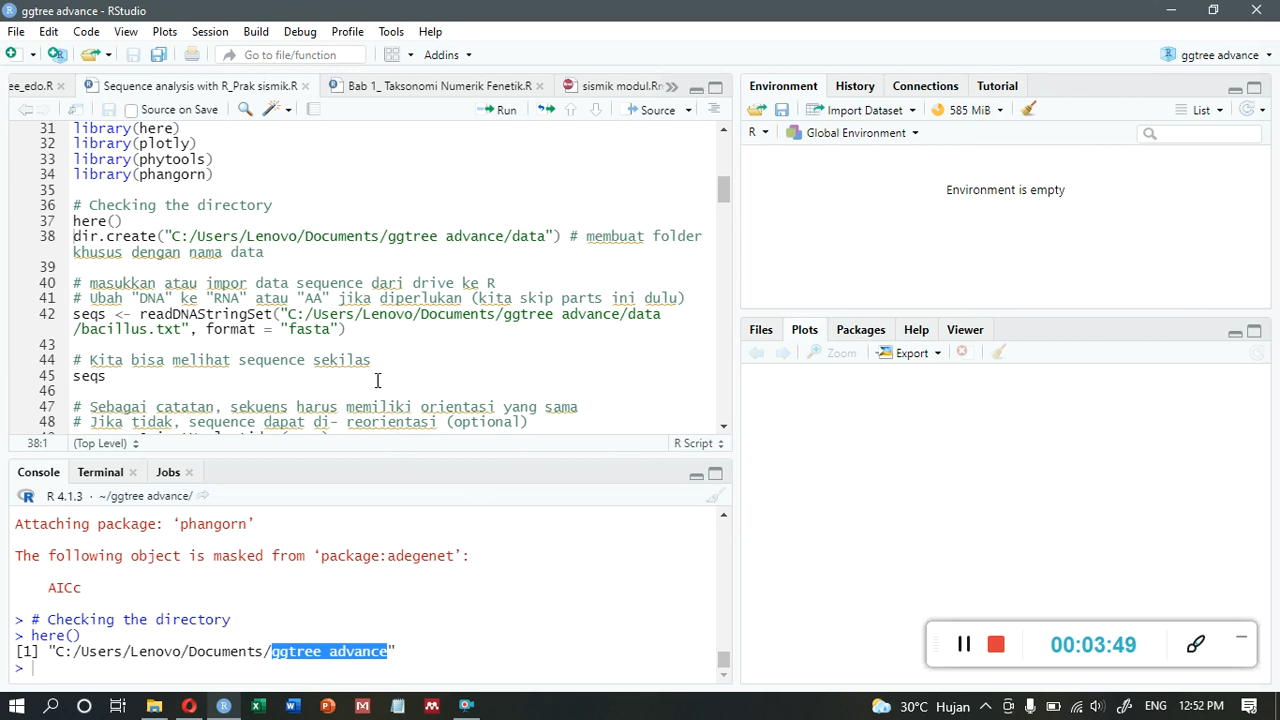 ggtree advance - RStudio
File Edit Code View Plots Session Build Debug Profile Tools Help
Go to file/function Addins ggtree advance
ee_edo.R Sequence analysis with R_Prak sismik.R Bab 1_ Taksonomi Numerik Fenetik.R sismik modul.Rn
Source on Save Run Source
31 library(here)
32 library(plotly)
33 library(phytools)
34 library(phangorn)
35
36 # Checking the directory
37 here()
38 dir.create("C:/Users/Lenovo/Documents/ggtree advance/data") # membuat folder
khusus dengan nama data
39
40 # masukkan atau impor data sequence dari drive ke R
41 # Ubah "DNA" ke "RNA" atau "AA" jika diperlukan (kita skip parts ini dulu)
42 seqs <- readDNAStringSet("C:/Users/Lenovo/Documents/ggtree advance/data
/bacillus.txt", format = "fasta")
43
44 # Kita bisa melihat sequence sekilas
45 seqs
46
47 # Sebagai catatan, sekuens harus memiliki orientasi yang sama
48 # Jika tidak, sequence dapat di- reorientasi (optional)
38:1 (Top Level) R Script
Console Terminal Jobs
R 4.1.3 · ~/ggtree advance/
Attaching package: ‘phangorn’
The following object is masked from ‘package:adegenet’:
AICc
> # Checking the directory
> here()
[1] "C:/Users/Lenovo/Documents/ggtree advance"
>
Environment History Connections Tutorial
Import Dataset 585 MiB List
R Global Environment
Environment is empty
Files Plots Packages Help Viewer
Zoom Export
00:03:49
30°C Hujan ENG 12:52 PM